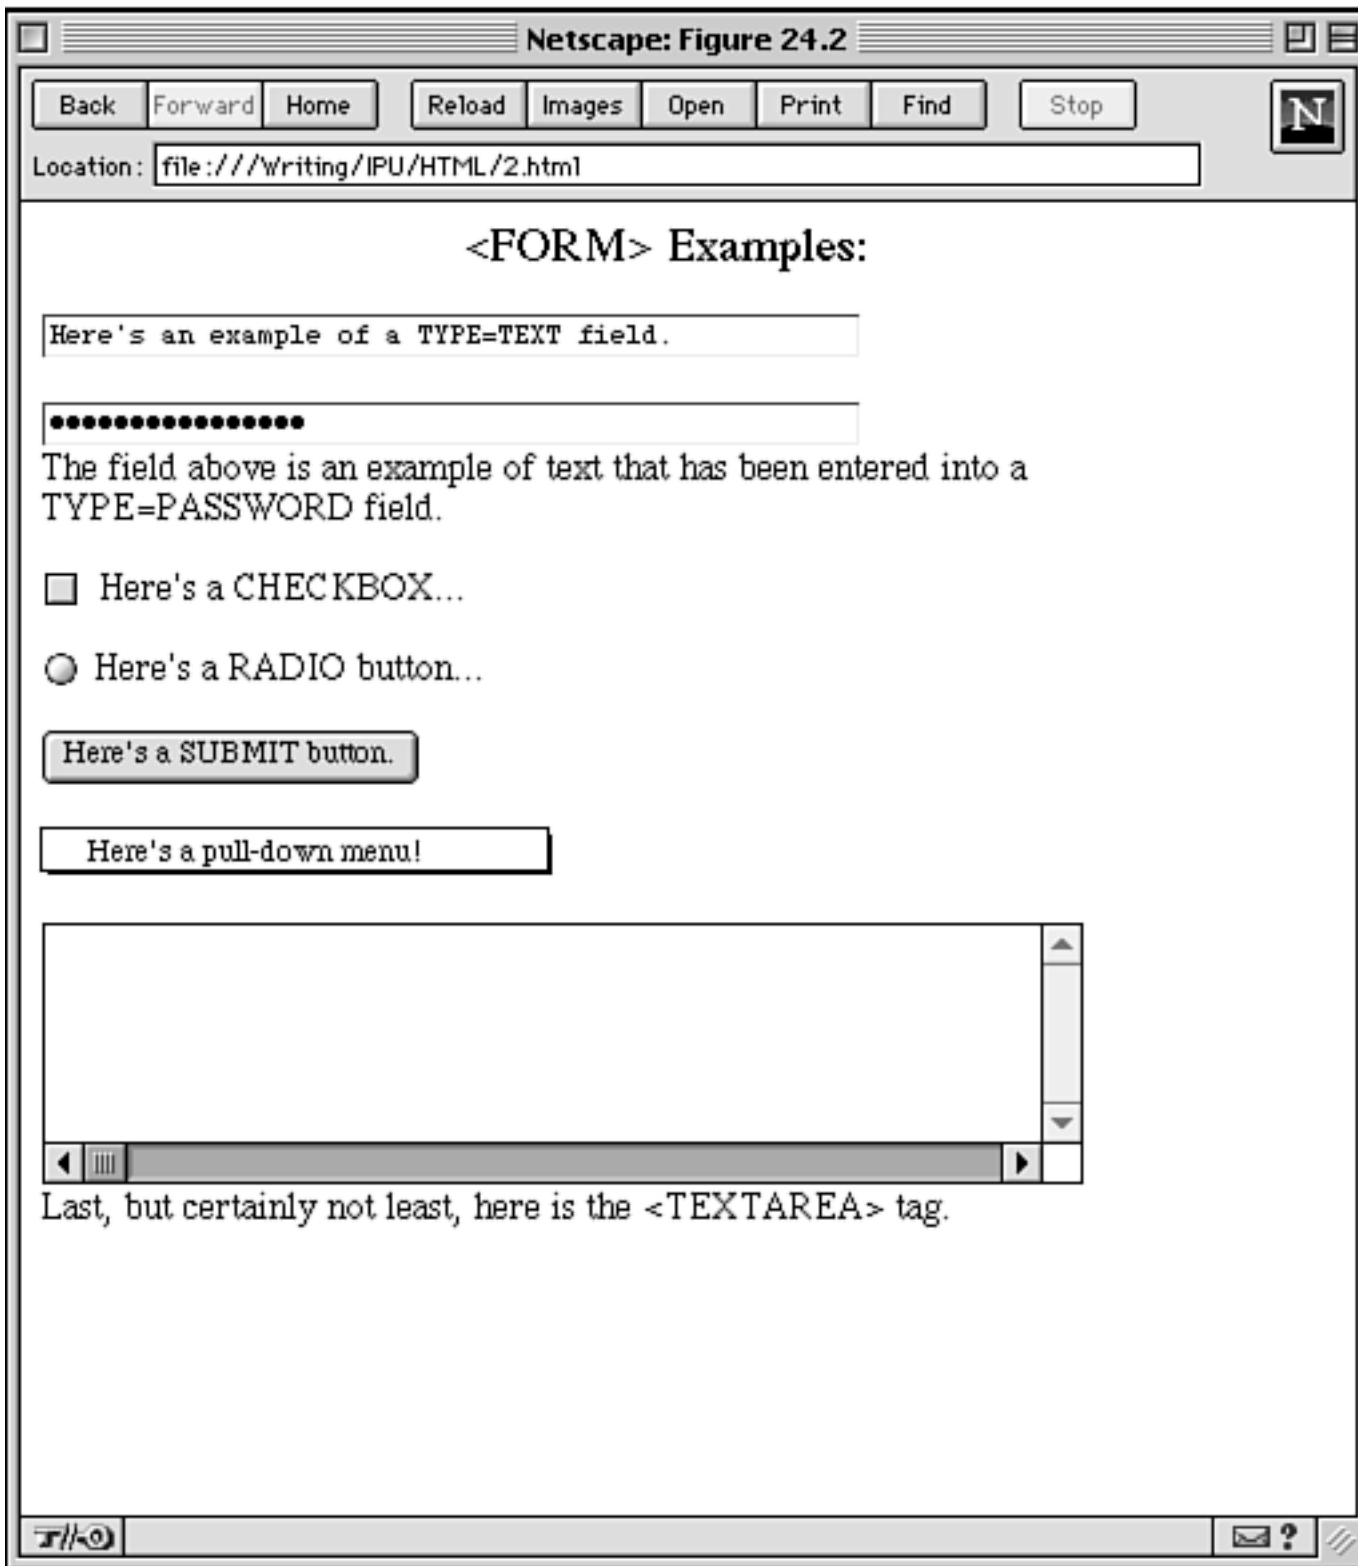 Netscape: Figure 24.2
Back Forward Home Reload Images Open Print Find Stop
N
Location: file:///Writing/IPU/HTML/2.html
<FORM> Examples:
Here's an example of a TYPE=TEXT field.
••••••••••••••••
The field above is an example of text that has been entered into a
TYPE=PASSWORD field.
Here's a CHECKBOX...
Here's a RADIO button...
Here's a SUBMIT button.
Here's a pull-down menu!
Last, but certainly not least, here is the <TEXTAREA> tag.
?